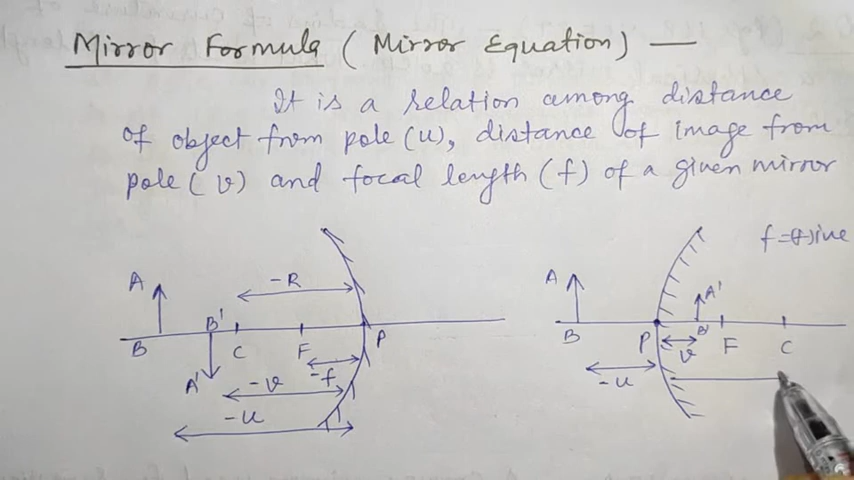 Mirror Formula (Mirror Equation) —
It is a relation among distance
of object from pole (u), distance of image from
pole (v) and focal length (f) of a given mirror
f=(+)ive
A
-R
B'
B
C
F
P
A'
-f
-v
-u
A
A'
B
P
B'
F
C
v
-u